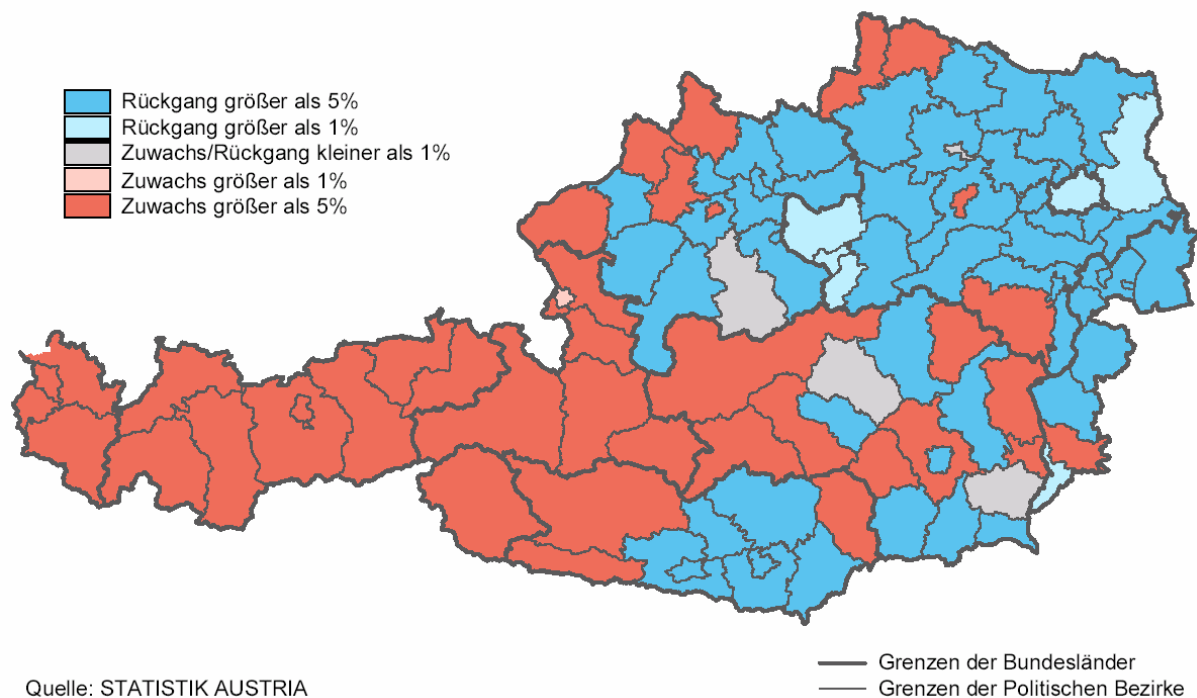 Rückgang größer als 5%
Rückgang größer als 1%
Zuwachs/Rückgang kleiner als 1%
Zuwachs größer als 1%
Zuwachs größer als 5%
Quelle: STATISTIK AUSTRIA
Grenzen der Bundesländer
Grenzen der Politischen Bezirke